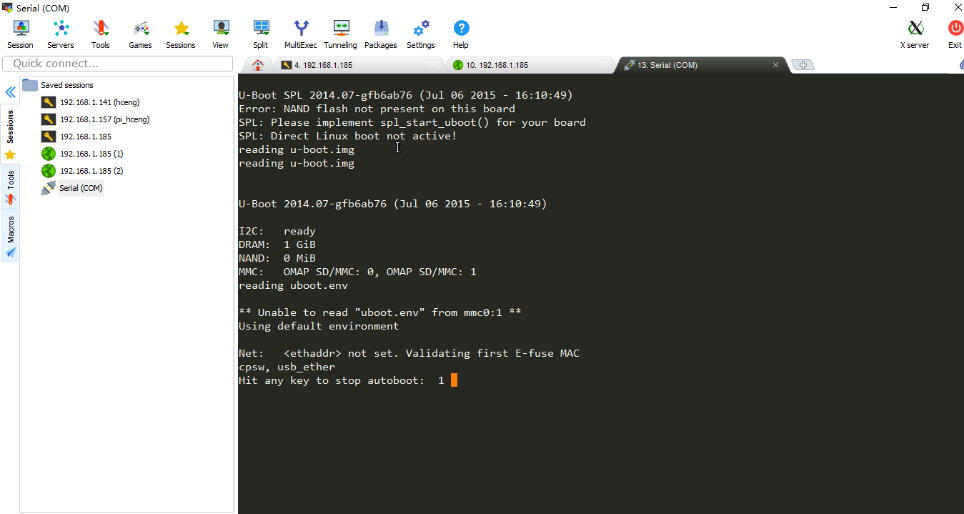 Serial (COM)
Session Servers Tools Games Sessions View Split MultiExec Tunneling Packages Settings Help X server Exit
Quick connect...
4. 192.168.1.185
10. 192.168.1.185
13. Serial (COM)
Sessions
Tools
Macros
Saved sessions
192.168.1.141 (hceng)
192.168.1.157 (pi_hceng)
192.168.1.185
192.168.1.185 (1)
192.168.1.185 (2)
Serial (COM)
U-Boot SPL 2014.07-gfb6ab76 (Jul 06 2015 - 16:10:49)
Error: NAND flash not present on this board
SPL: Please implement spl_start_uboot() for your board
SPL: Direct Linux boot not active!
reading u-boot.img
reading u-boot.img
U-Boot 2014.07-gfb6ab76 (Jul 06 2015 - 16:10:49)
I2C:   ready
DRAM:  1 GiB
NAND:  0 MiB
MMC:   OMAP SD/MMC: 0, OMAP SD/MMC: 1
reading uboot.env
** Unable to read "uboot.env" from mmc0:1 **
Using default environment
Net:   <ethaddr> not set. Validating first E-fuse MAC
cpsw, usb_ether
Hit any key to stop autoboot:  1